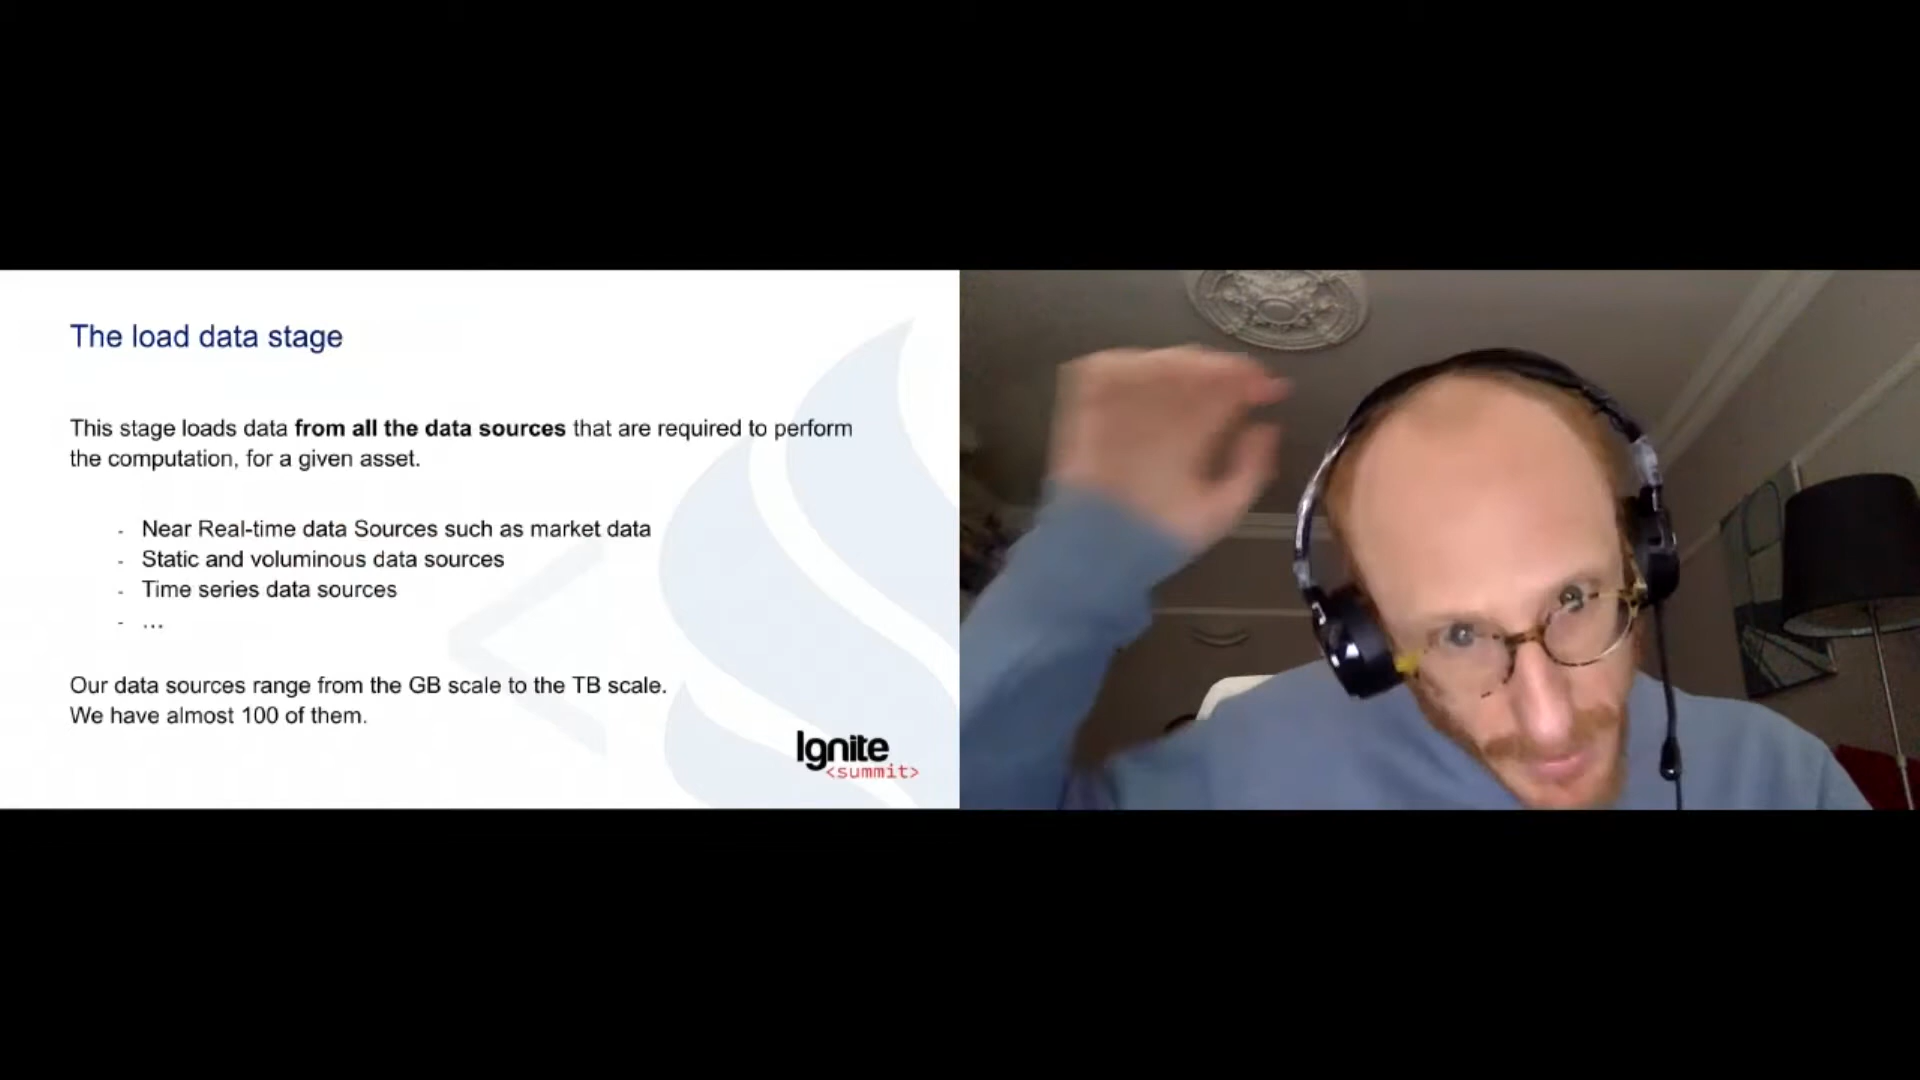 The load data stage
This stage loads data from all the data sources that are required to perform
the computation, for a given asset.
- Near Real-time data Sources such as market data
- Static and voluminous data sources
- Time series data sources
- ...
Our data sources range from the GB scale to the TB scale.
We have almost 100 of them.
Ignite
<summit>